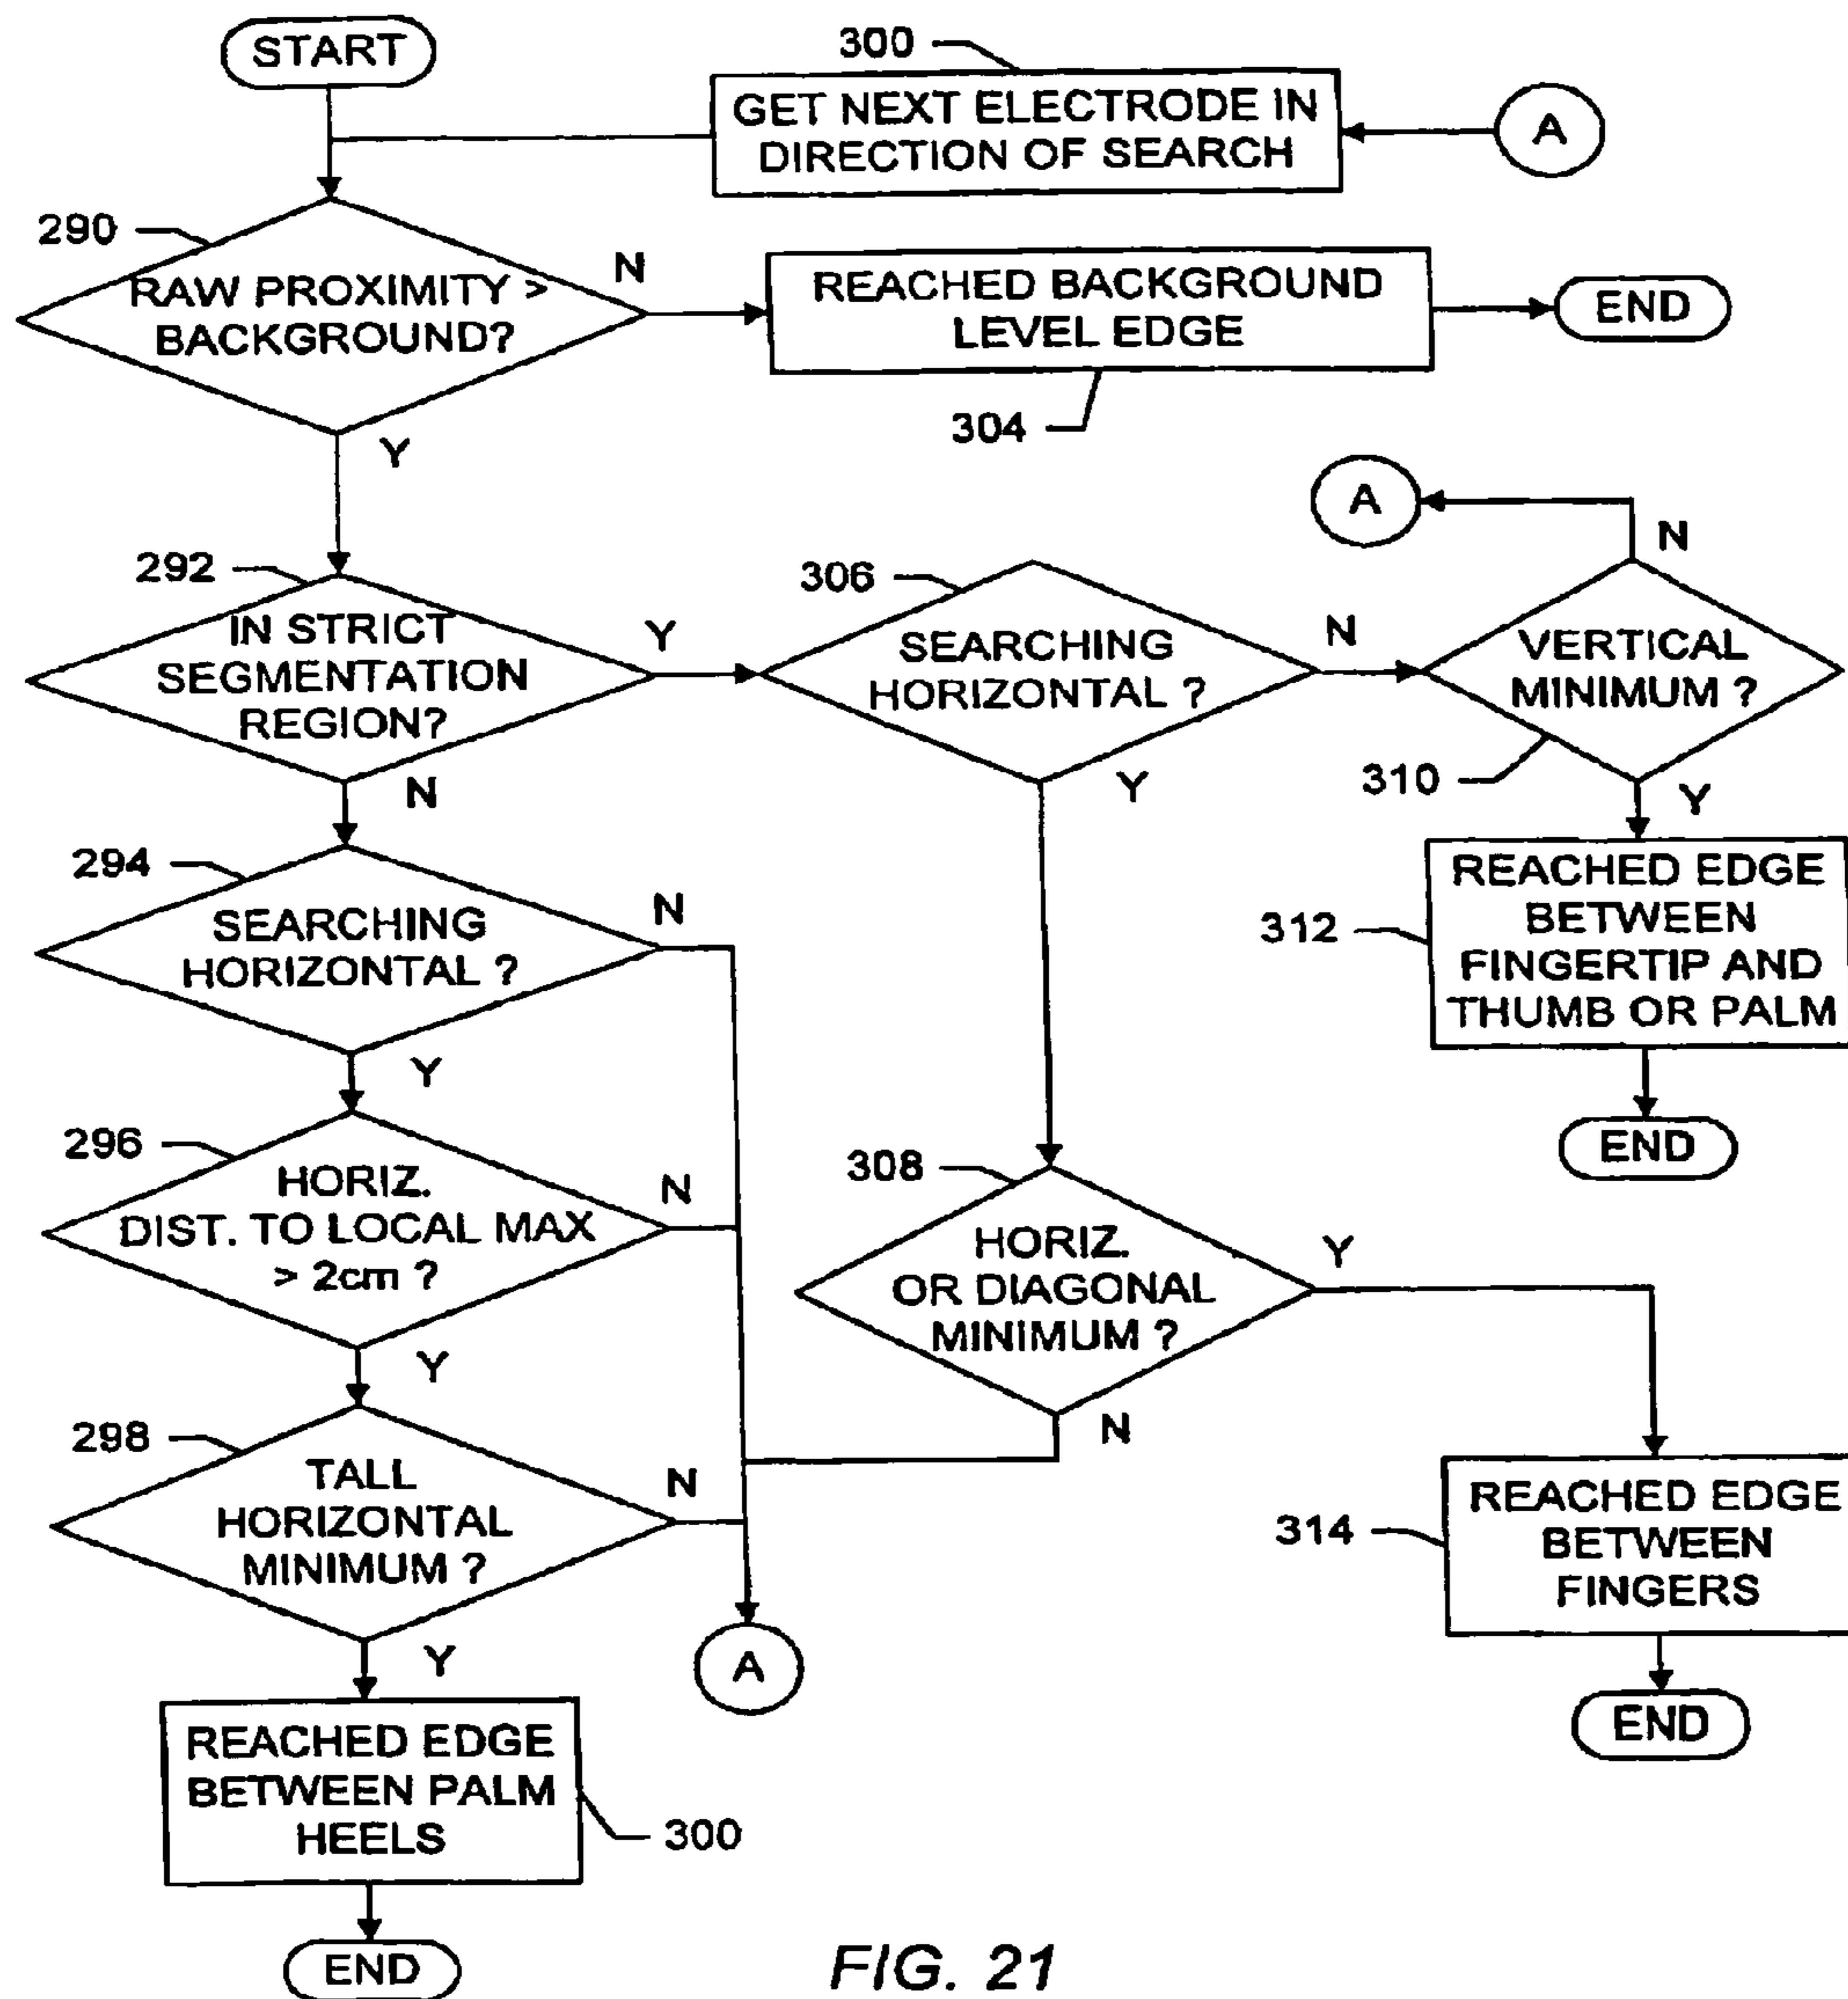 START
300
GET NEXT ELECTRODE IN
DIRECTION OF SEARCH
A
290
RAW PROXIMITY >
BACKGROUND?
N
Y
REACHED BACKGROUND
LEVEL EDGE
304
END
A
N
292
IN STRICT
SEGMENTATION
REGION?
Y
N
306
SEARCHING
HORIZONTAL ?
N
Y
VERTICAL
MINIMUM ?
310
Y
294
SEARCHING
HORIZONTAL ?
N
Y
312
REACHED EDGE
BETWEEN
FINGERTIP AND
THUMB OR PALM
END
296
HORIZ.
DIST. TO LOCAL MAX
> 2cm ?
N
Y
308
HORIZ.
OR DIAGONAL
MINIMUM ?
Y
N
298
TALL
HORIZONTAL
MINIMUM ?
N
Y
314
REACHED EDGE
BETWEEN
FINGERS
END
A
REACHED EDGE
BETWEEN PALM
HEELS
300
END
FIG. 21